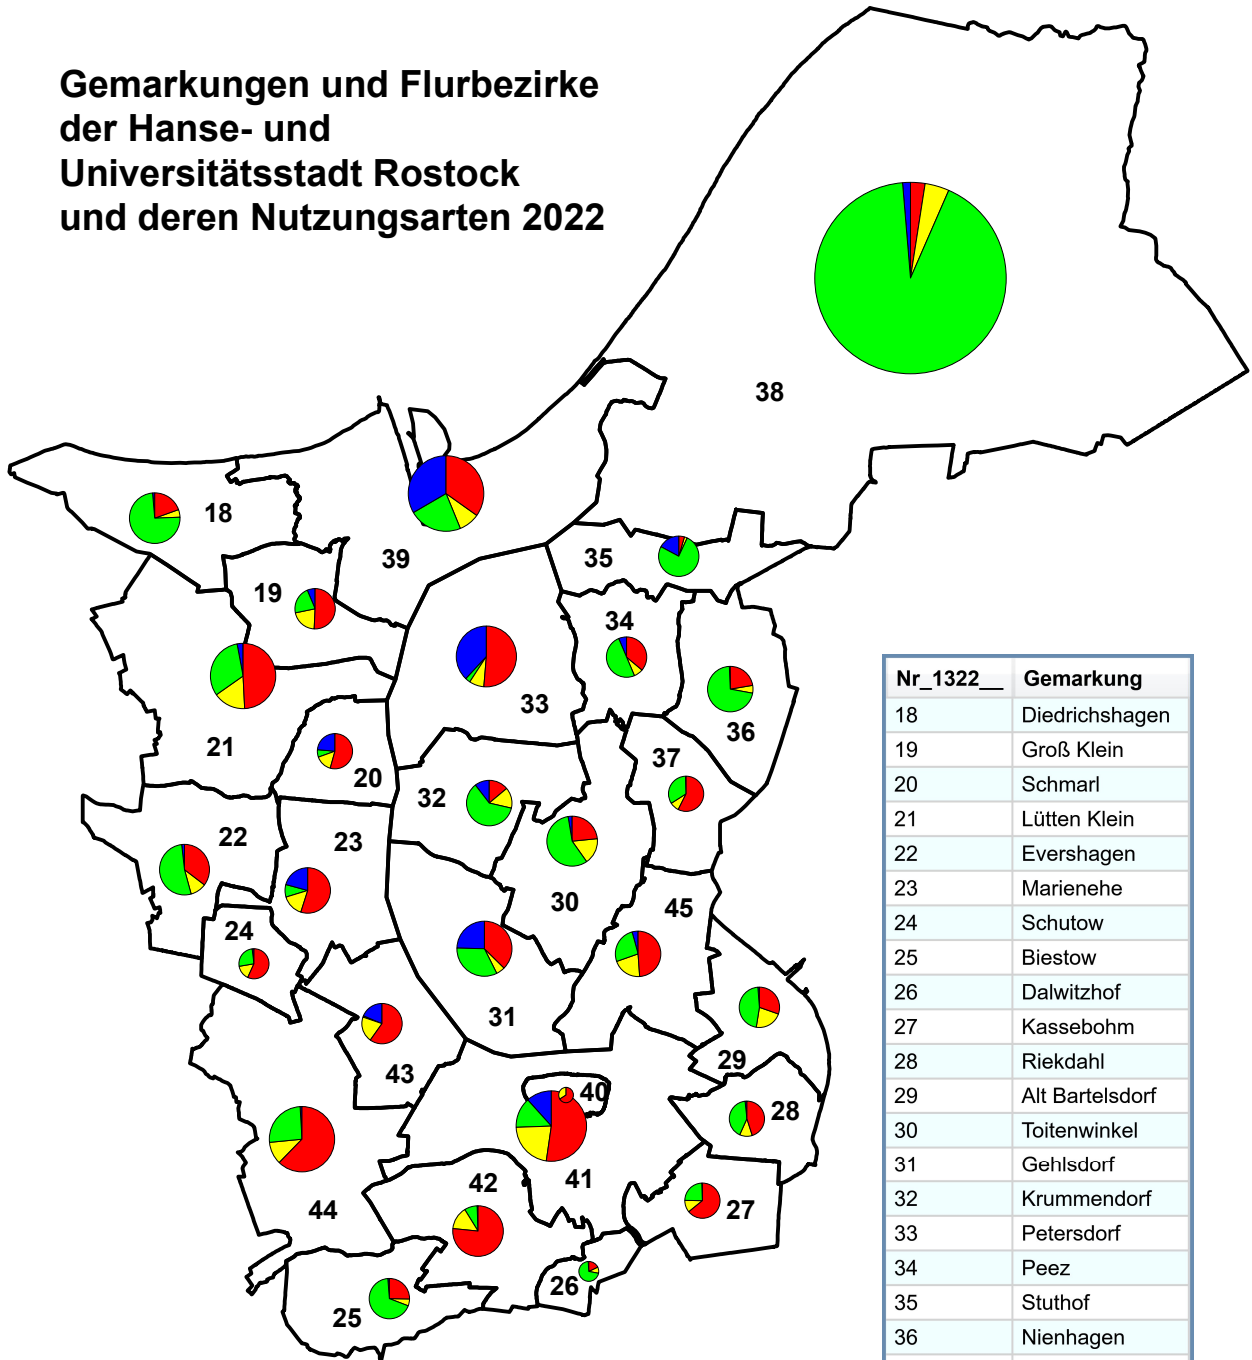 Gemarkungen und Flurbezirke
der Hanse- und
Universitätsstadt Rostock
und deren Nutzungsarten 2022
38
18
39
35
19
34
33
36
21
37
20
32
22
23
30
45
24
31
29
43
40
28
41
42
44
27
26
25
Nr_1322__ Gemarkung
18 Diedrichshagen
19 Groß Klein
20 Schmarl
21 Lütten Klein
22 Evershagen
23 Marienehe
24 Schutow
25 Biestow
26 Dalwitzhof
27 Kassebohm
28 Riekdahl
29 Alt Bartelsdorf
30 Toitenwinkel
31 Gehlsdorf
32 Krummendorf
33 Petersdorf
34 Peez
35 Stuthof
36 Nienhagen